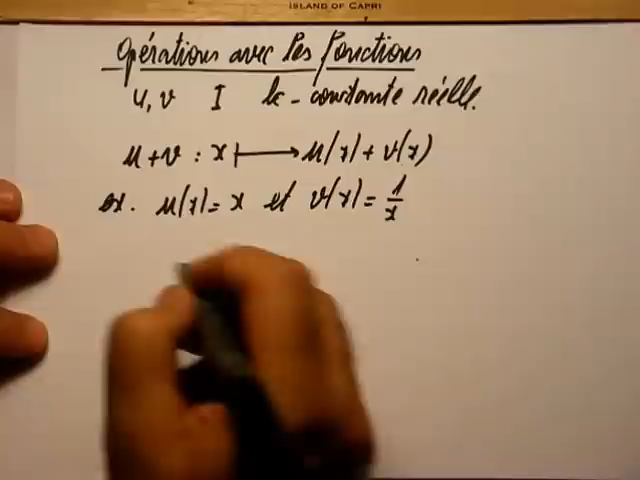 ISLAND OF CAPRI
Opérations avec les fonctions
u, v I k - constante réelle.
u+v : x ⟼ u(x) + v(x)
ex. u(x) = x et v(x) = 1/x